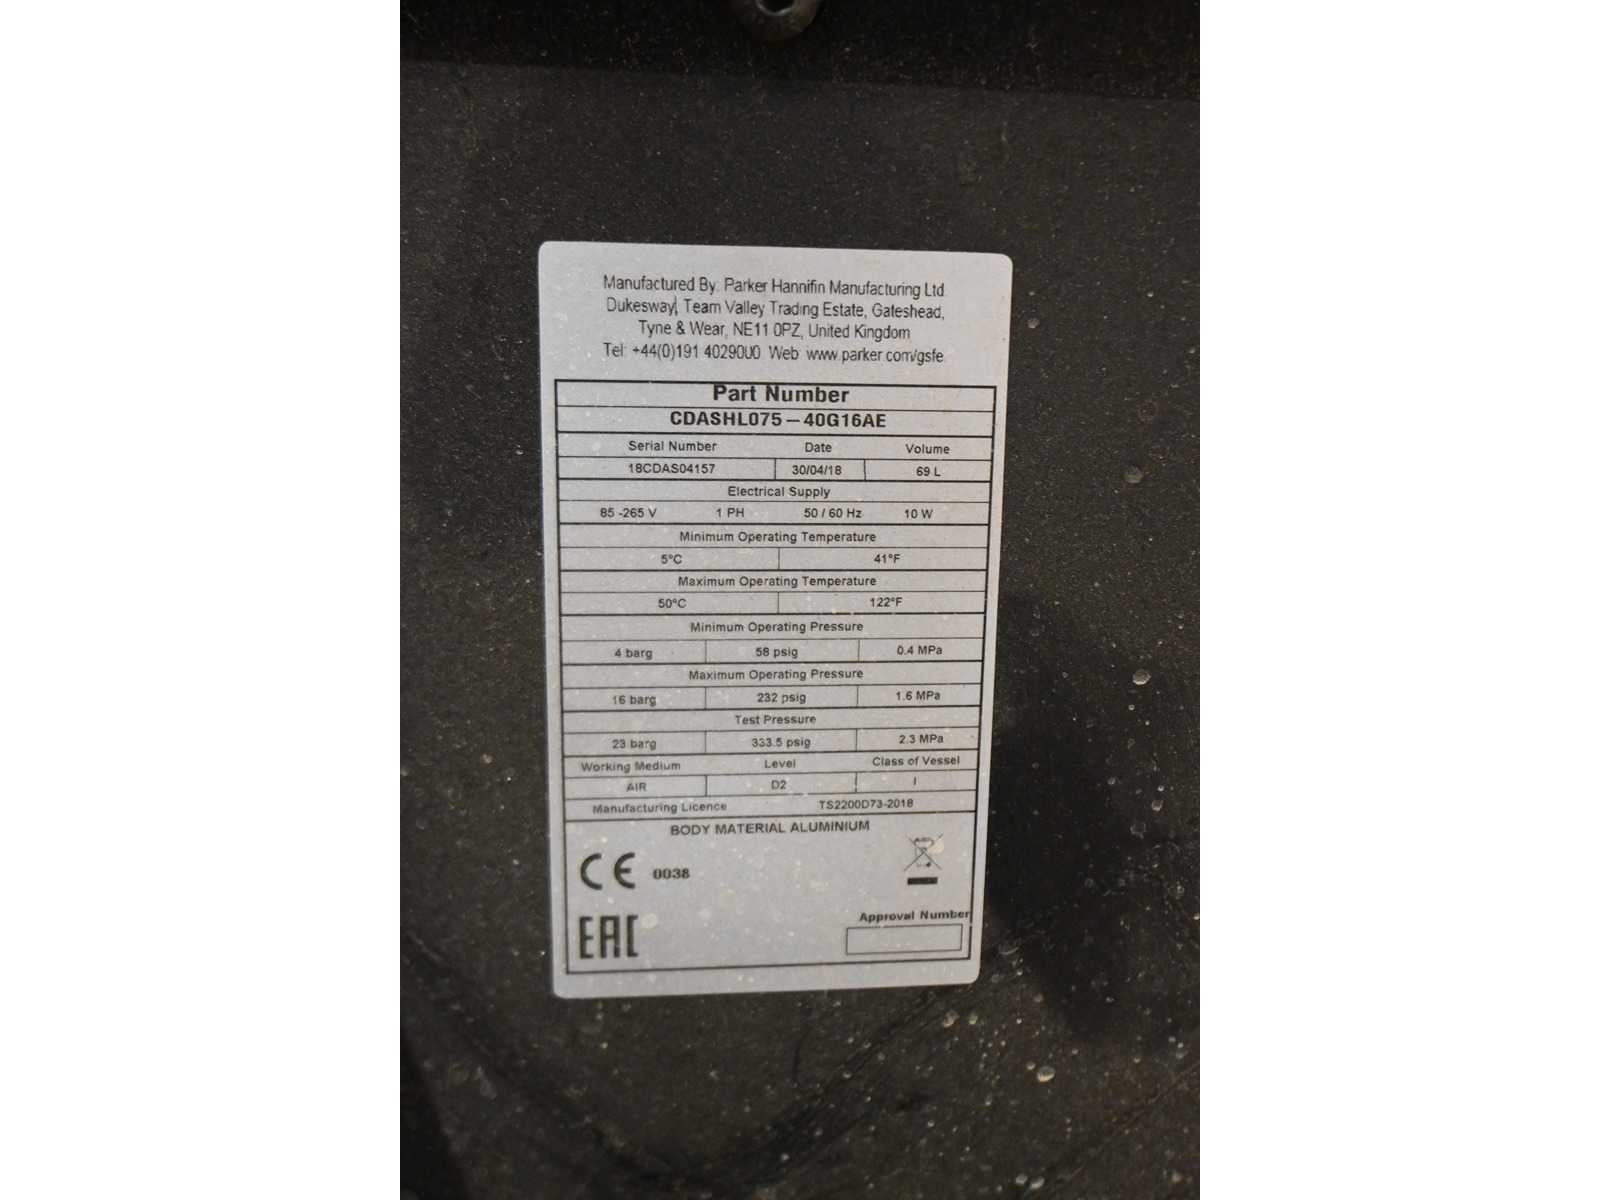 Manufactured By: Parker Hannifin Manufacturing Ltd.
Dukesway, Team Valley Trading Estate, Gateshead,
Tyne & Wear, NE11 0PZ, United Kingdom
Tel: +44(0)191 4029000 Web: www.parker.com/gsfe
Part Number
CDASHL075-40G16AE
Serial Number Date Volume
18CDAS04157 30/04/18 69 L
Electrical Supply
85 -265 V 1 PH 50 / 60 Hz 10 W
Minimum Operating Temperature
5°C 41°F
Maximum Operating Temperature
50°C 122°F
Minimum Operating Pressure
4 barg 58 psig 0.4 MPa
Maximum Operating Pressure
16 barg 232 psig 1.6 MPa
Test Pressure
23 barg 333.5 psig 2.3 MPa
Working Medium Level Class of Vessel
AIR D2 I
Manufacturing Licence TS2200D73-2018
BODY MATERIAL ALUMINIUM
CE 0038
EAC
Approval Number